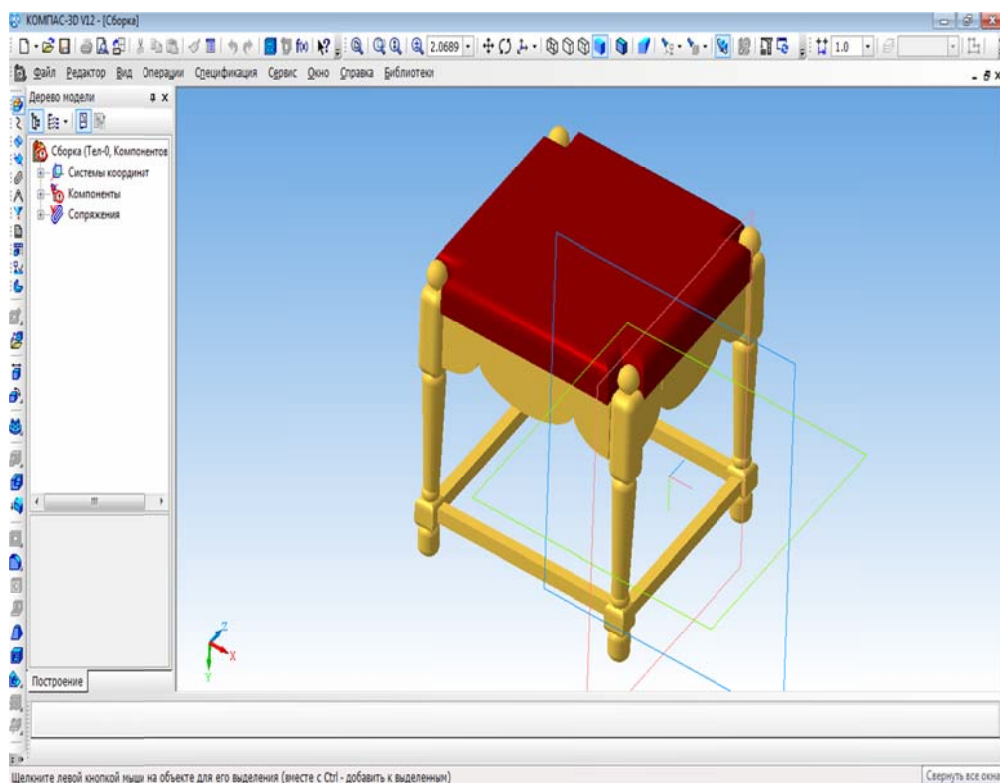 КОМПАС-3D V12 - [Сборка]
2.0689
1.0
Файл Редактор Вид Операции Спецификация Сервис Окно Справка Библиотеки
Дерево модели
Сборка (Тел-0, Компонентов
Системы координат
Компоненты
Сопряжения
Z
X
Y
Построение
Щелкните левой кнопкой мыши на объекте для его выделения (вместе с Ctrl - добавить к выделенным)
Свернуть все окна